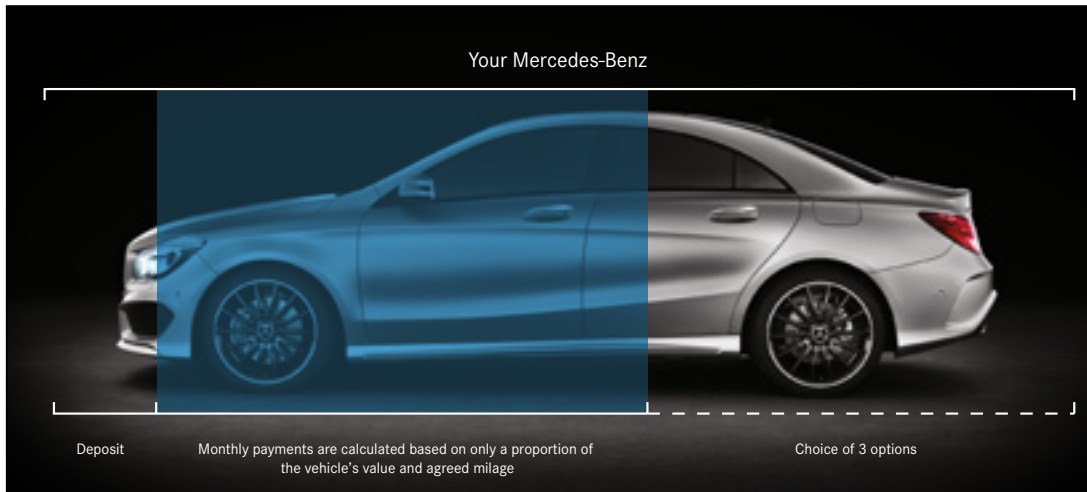 Your Mercedes-Benz
Deposit
Monthly payments are calculated based on only a proportion of
the vehicle's value and agreed milage
Choice of 3 options